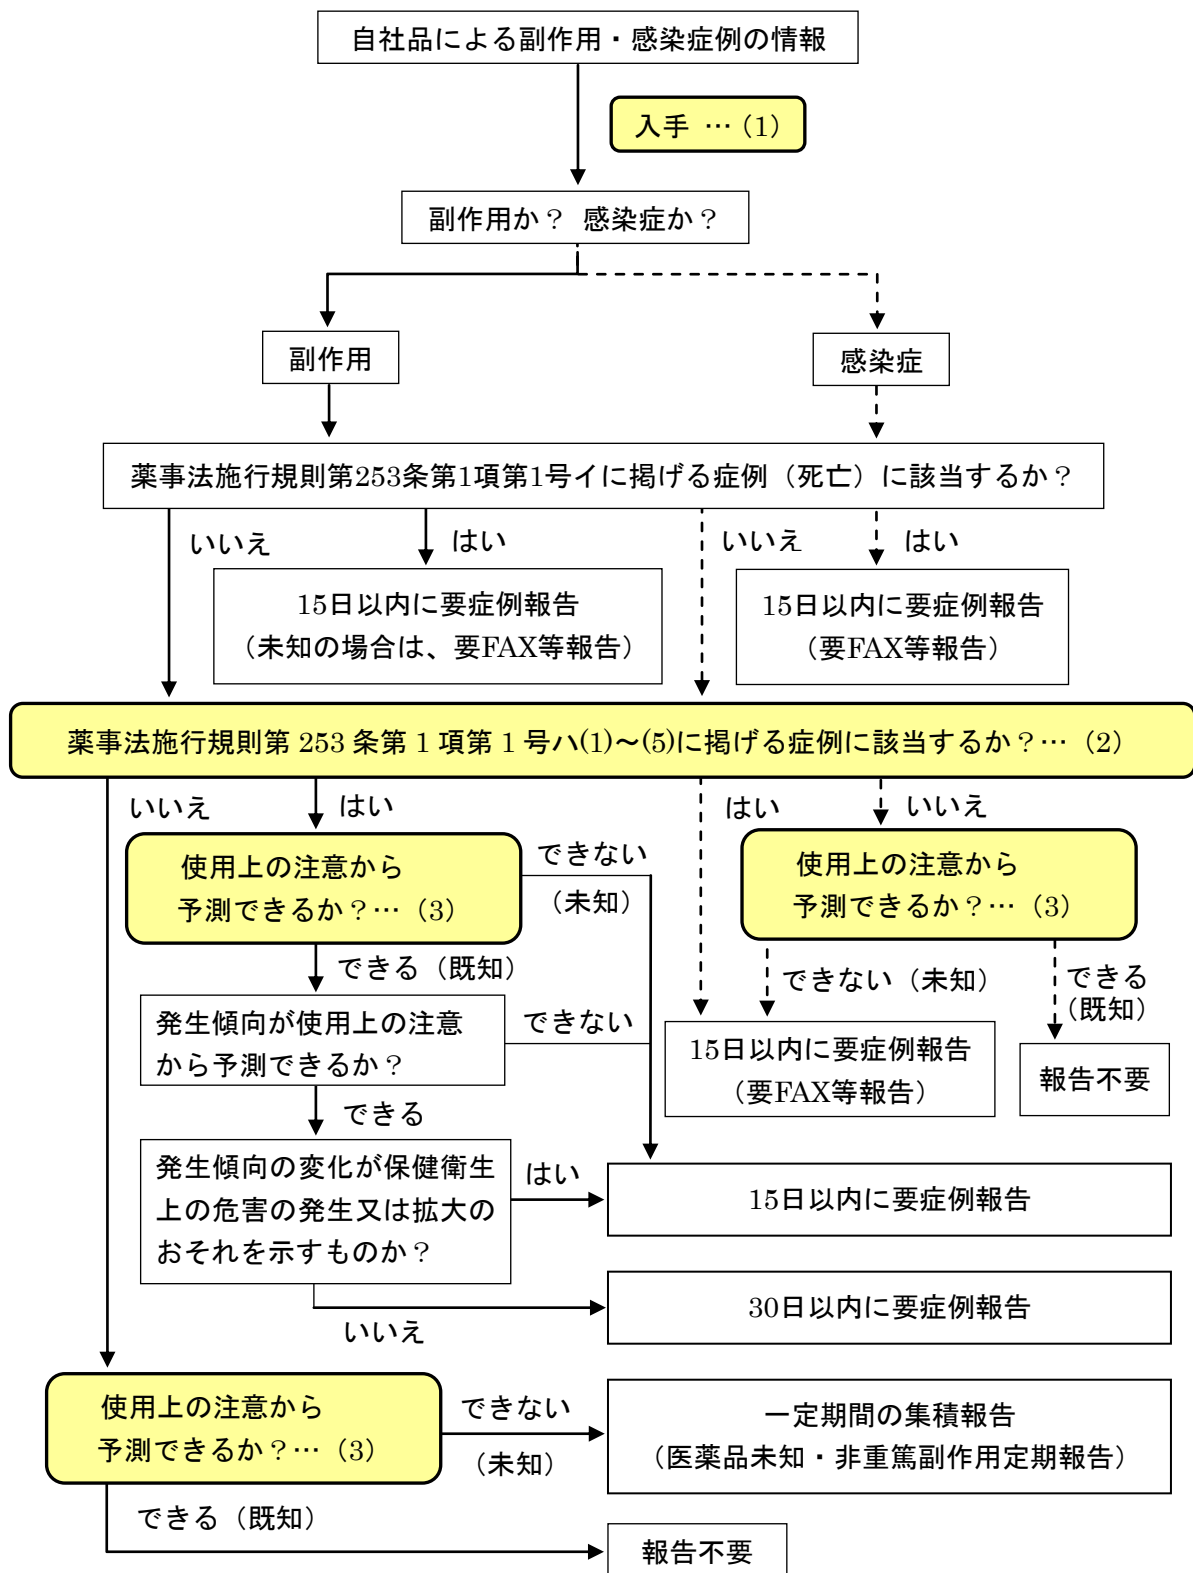 自社品による副作用・感染症例の情報
入手 … (1)
副作用か？ 感染症か？
副作用
感染症
薬事法施行規則第253条第1項第1号イに掲げる症例（死亡）に該当するか？
いいえ
はい
いいえ
はい
15日以内に要症例報告
（未知の場合は、要FAX等報告）
15日以内に要症例報告
（要FAX等報告）
薬事法施行規則第 253 条第 1 項第 1 号ハ(1)～(5)に掲げる症例に該当するか？…（2）
いいえ
はい
はい
いいえ
使用上の注意から
予測できるか？…（3）
できない
（未知）
使用上の注意から
予測できるか？…（3）
できる（既知）
できない（未知）
できる
（既知）
発生傾向が使用上の注意
から予測できるか？
できない
15日以内に要症例報告
（要FAX等報告）
報告不要
できる
発生傾向の変化が保健衛生
上の危害の発生又は拡大の
おそれを示すものか？
はい
15日以内に要症例報告
いいえ
30日以内に要症例報告
使用上の注意から
予測できるか？…（3）
できない
（未知）
一定期間の集積報告
（医薬品未知・非重篤副作用定期報告）
できる（既知）
報告不要